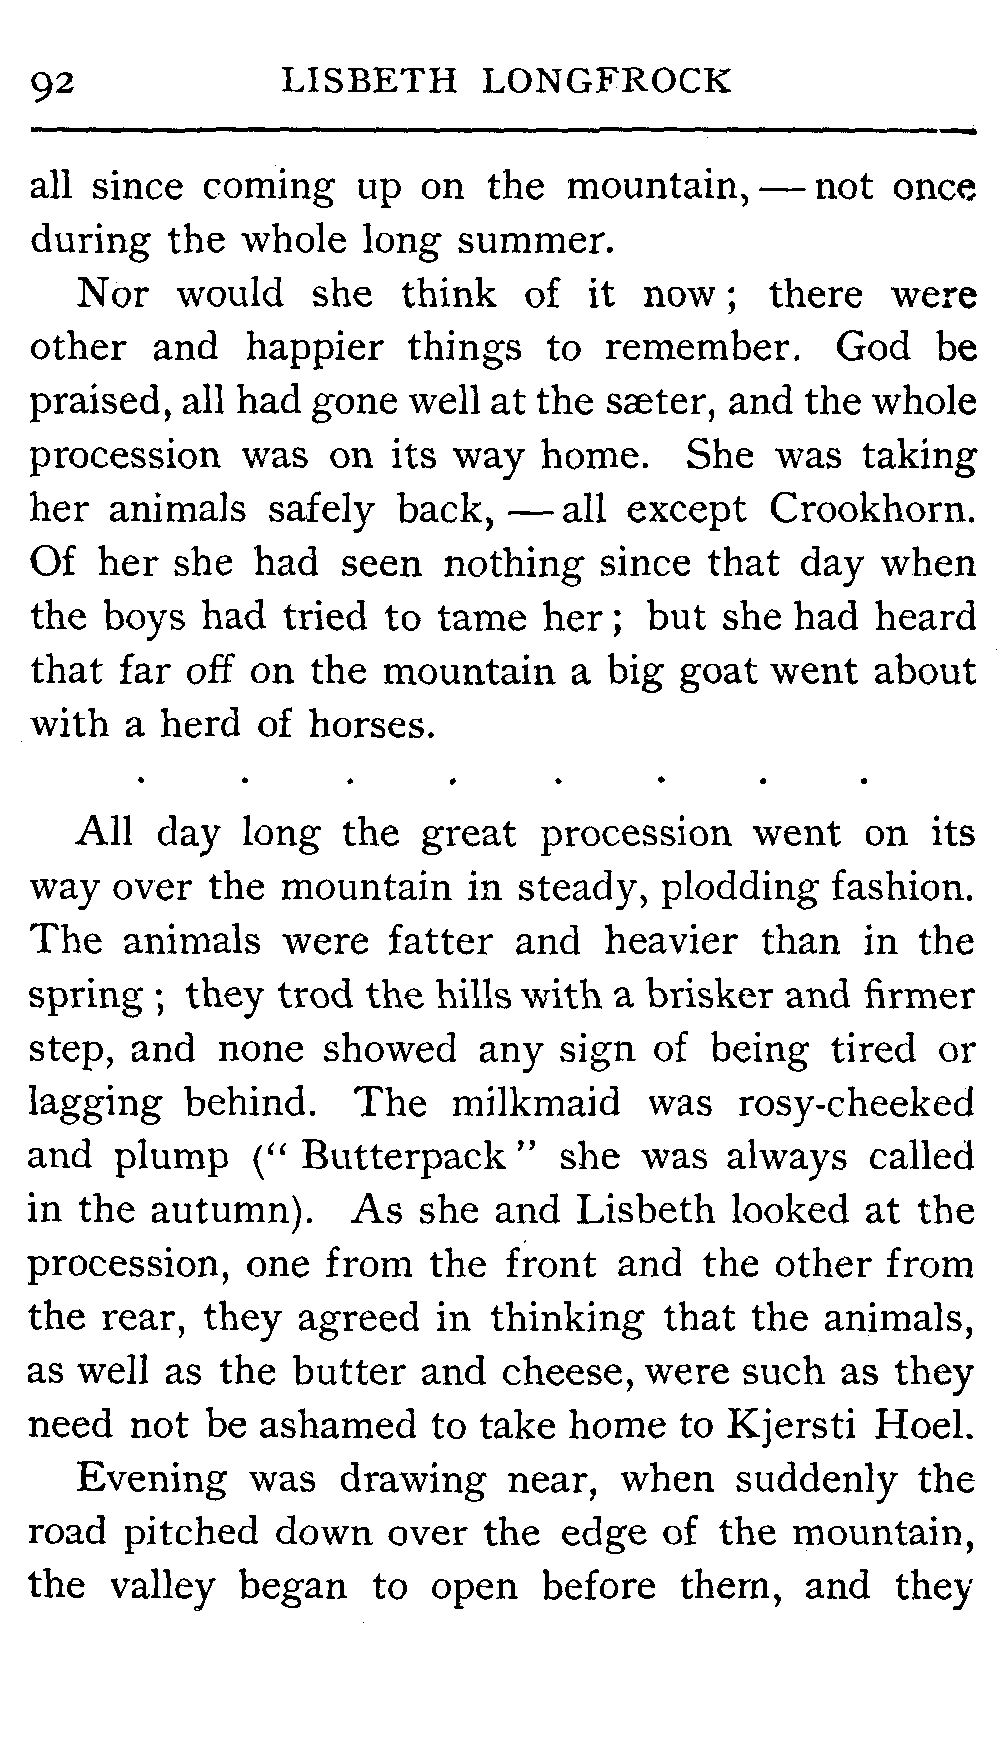 92 LISBETH LONGFROCK
all since coming up on the mountain, — not once
during the whole long summer.
Nor would she think of it now ; there were
other and happier things to remember. God be
praised, all had gone well at the sæter, and the whole
procession was on its way home. She was taking
her animals safely back, — all except Crookhorn.
Of her she had seen nothing since that day when
the boys had tried to tame her ; but she had heard
that far off on the mountain a big goat went about
with a herd of horses.
. . . . . . . .
All day long the great procession went on its
way over the mountain in steady, plodding fashion.
The animals were fatter and heavier than in the
spring ; they trod the hills with a brisker and firmer
step, and none showed any sign of being tired or
lagging behind. The milkmaid was rosy-cheeked
and plump (“ Butterpack ” she was always called
in the autumn). As she and Lisbeth looked at the
procession, one from the front and the other from
the rear, they agreed in thinking that the animals,
as well as the butter and cheese, were such as they
need not be ashamed to take home to Kjersti Hoel.
Evening was drawing near, when suddenly the
road pitched down over the edge of the mountain,
the valley began to open before them, and they